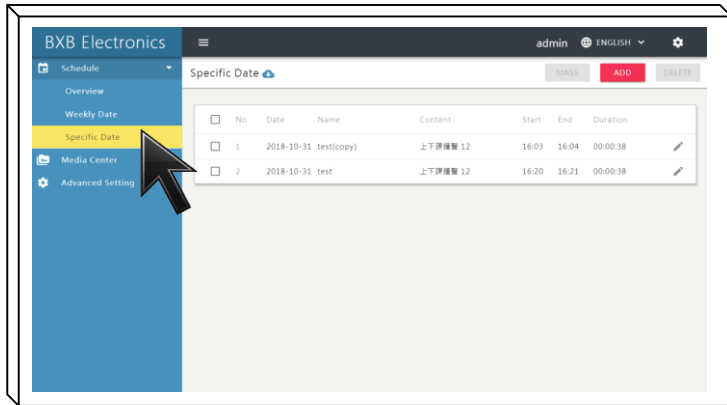 BXB Electronics
admin ENGLISH
Schedule
Overview
Weekly Date
Specific Date
Media Center
Advanced Setting
Specific Date
MASS ADD DELETE
No Date Name Content Start End Duration
1 2018-10-31 test(copy) 上下課鐘聲 12 16:03 16:04 00:00:38
2 2018-10-31 test 上下課鐘聲 12 16:20 16:21 00:00:38